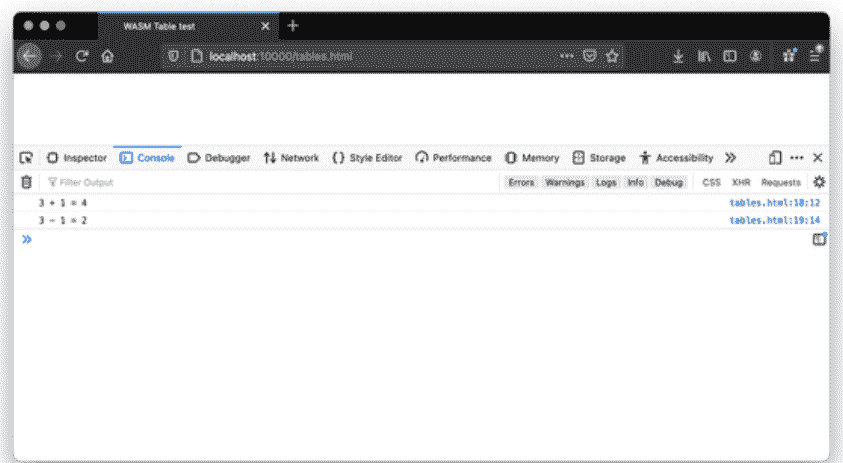 WASM Table test
localhost:10000/tables.html
Inspector Console Debugger Network Style Editor Performance Memory Storage Accessibility
Filter Output Errors Warnings Logs Info Debug CSS XHR Requests
3 + 1 = 4 tables.html:18:12
3 - 1 = 2 tables.html:19:14